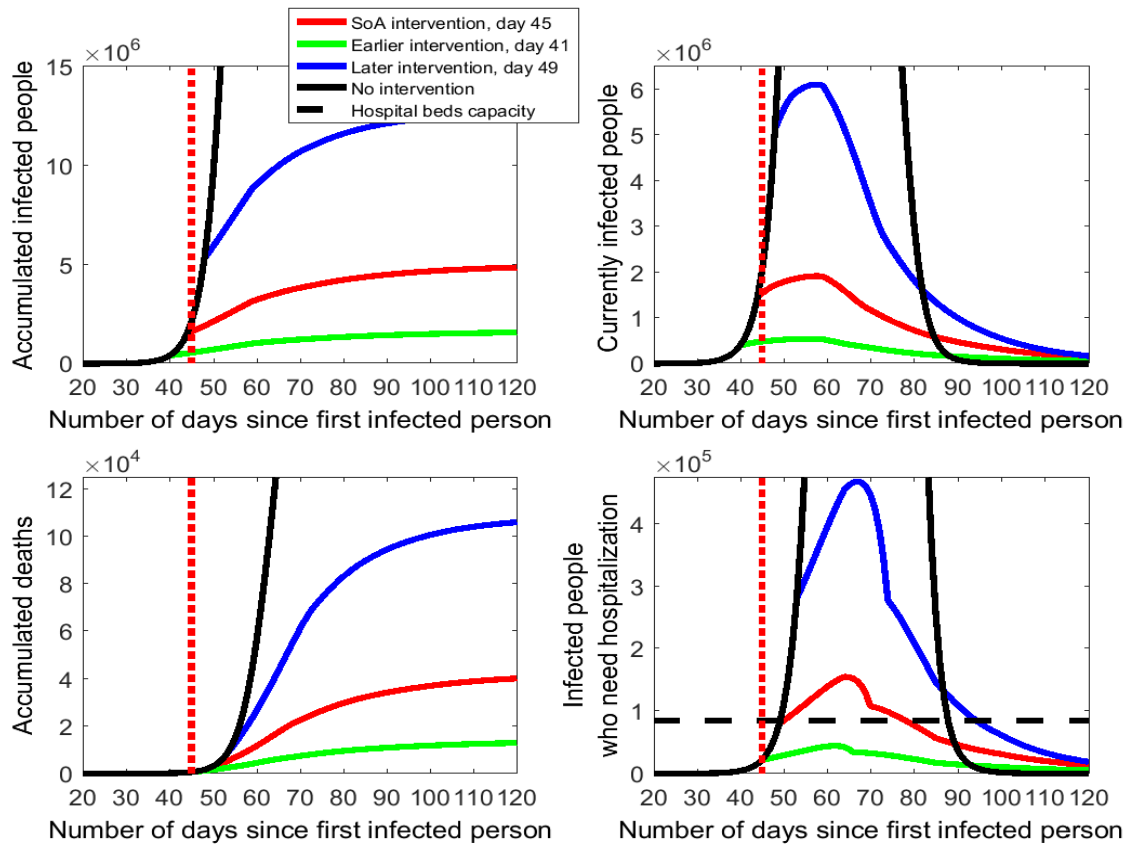 SoA intervention, day 45
Earlier intervention, day 41
Later intervention, day 49
No intervention
Hospital beds capacity
×10^6
15
10
5
0
Accumulated infected people
20 30 40 50 60 70 80 90 100 110 120
Number of days since first infected person
×10^6
6
5
4
3
2
1
0
Currently infected people
20 30 40 50 60 70 80 90 100 110 120
Number of days since first infected person
×10^4
12
10
8
6
4
2
0
Accumulated deaths
20 30 40 50 60 70 80 90 100 110 120
Number of days since first infected person
×10^5
4
3
2
1
0
Infected people
who need hospitalization
20 30 40 50 60 70 80 90 100 110 120
Number of days since first infected person